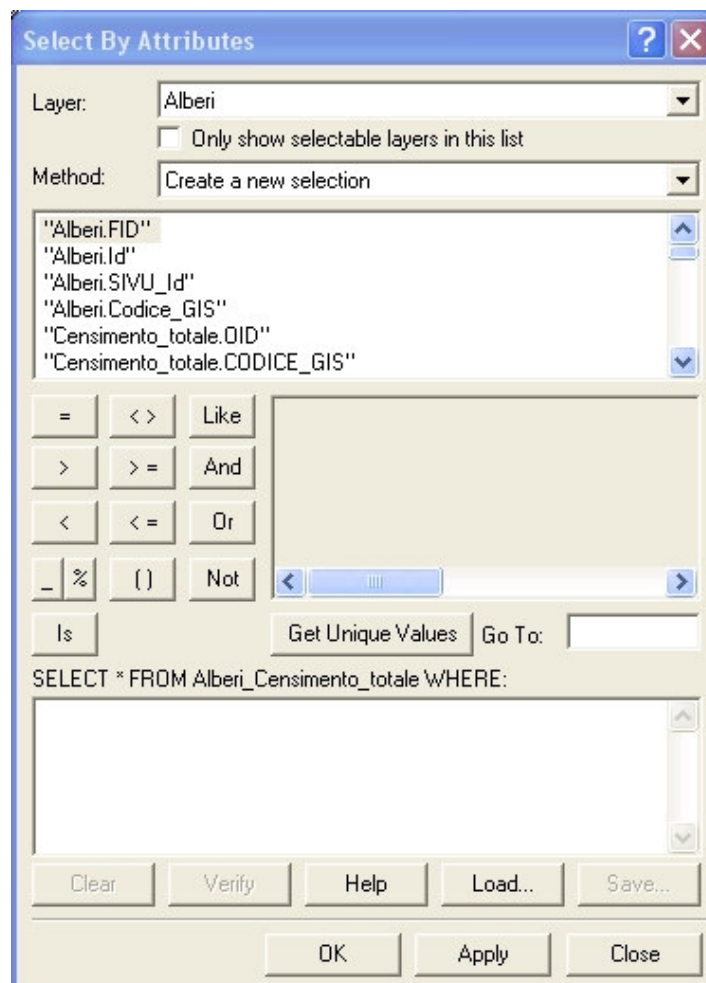 Select By Attributes
?
X
Layer: Alberi
Only show selectable layers in this list
Method: Create a new selection
"Alberi.FID"
"Alberi.Id"
"Alberi.SIVU_Id"
"Alberi.Codice_GIS"
"Censimento_totale.OID"
"Censimento_totale.CODICE_GIS"
= < > Like
> > = And
< < = Or
_ % ( ) Not
Is Get Unique Values Go To:
SELECT * FROM Alberi_Censimento_totale WHERE:
Clear Verify Help Load... Save...
OK Apply Close